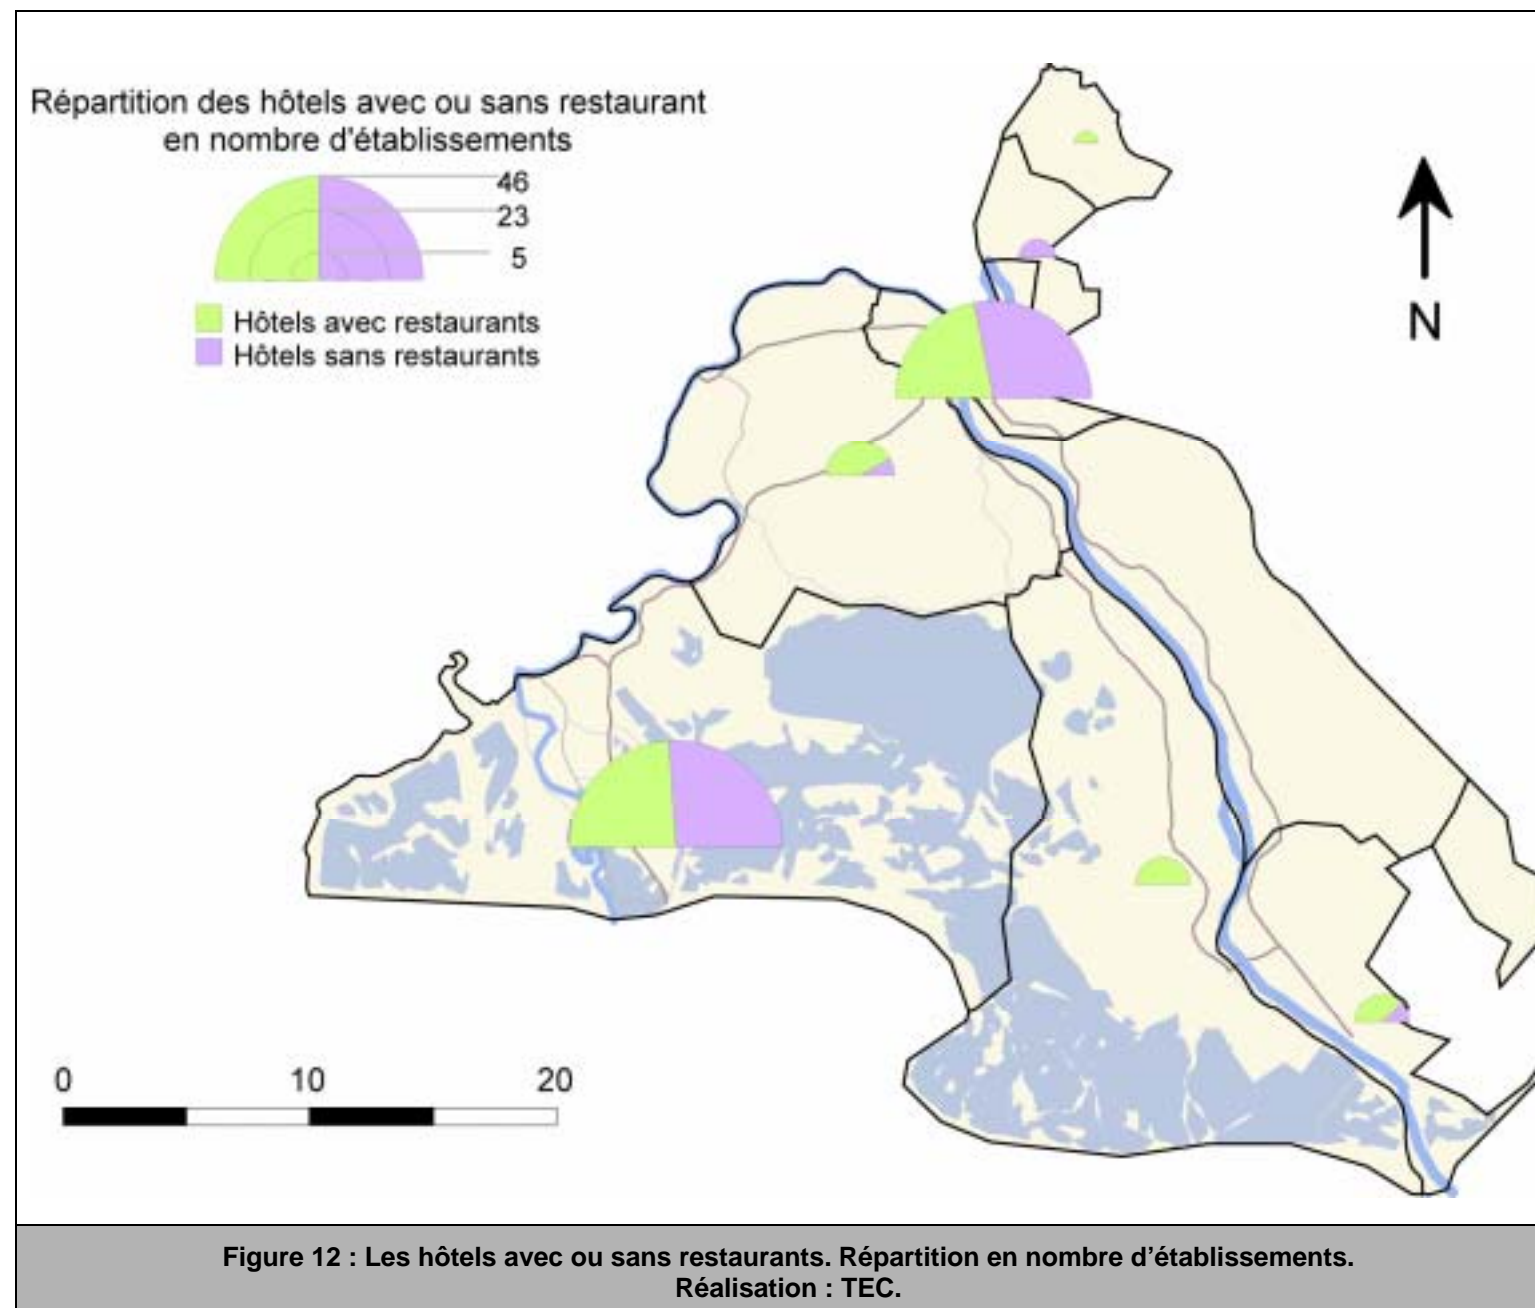 Répartition des hôtels avec ou sans restaurant
en nombre d'établissements
46
23
5
Hôtels avec restaurants
Hôtels sans restaurants
N
0 10 20
Figure 12 : Les hôtels avec ou sans restaurants. Répartition en nombre d’établissements.
Réalisation : TEC.